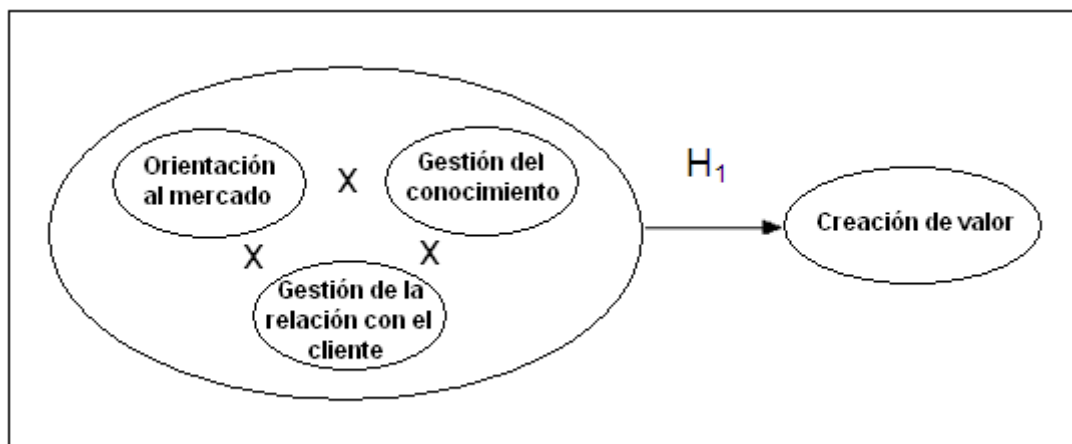 Orientación
al mercado
X
Gestión del
conocimiento
X
X
Gestión de la
relación con el
cliente
H₁
Creación de valor